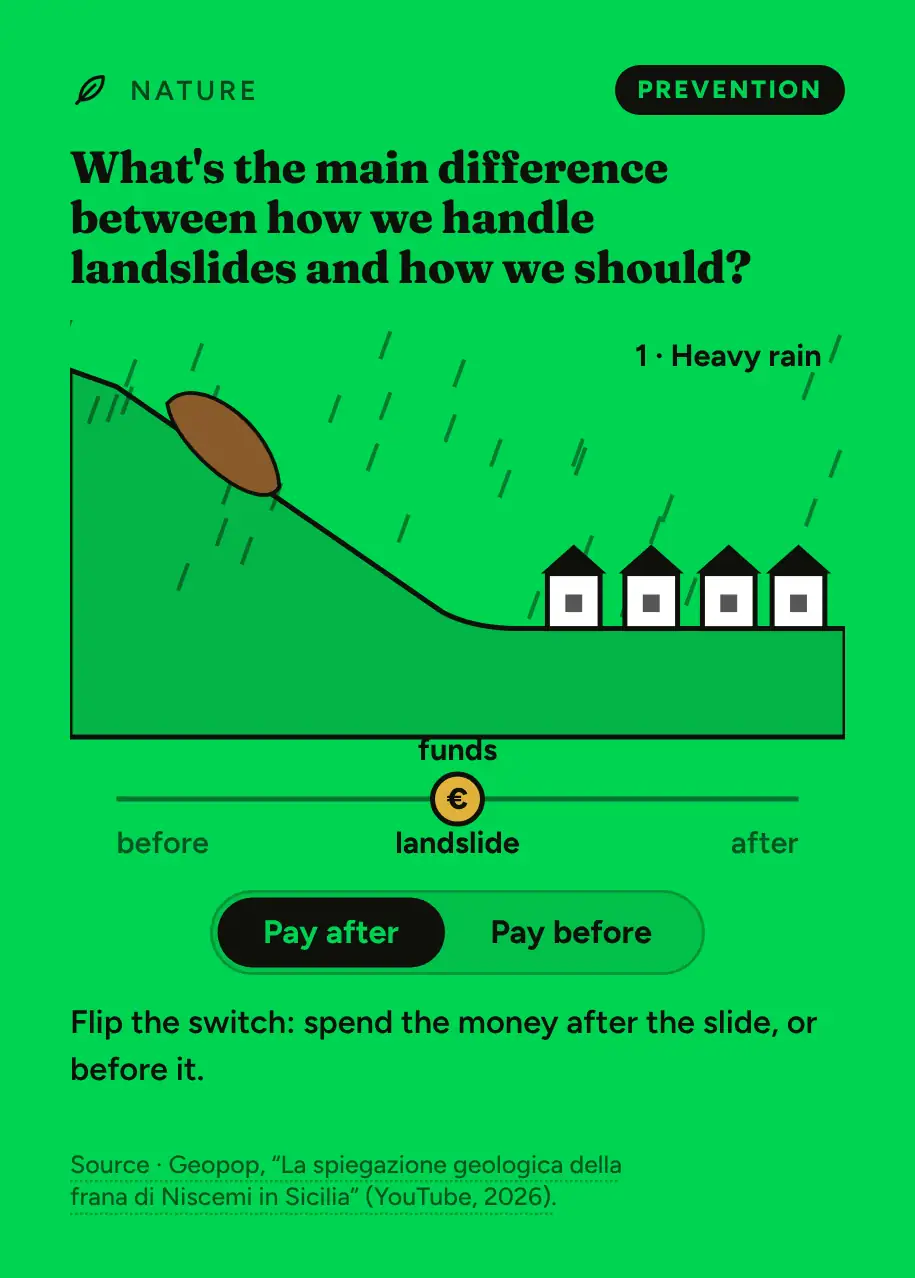 NATURE
PREVENTION
What's the main difference
between how we handle
landslides and how we should?
1 · Heavy rain
funds
€
before
landslide
after
Pay after
Pay before
Flip the switch: spend the money after the slide, or
before it.
Source · Geopop, “La spiegazione geologica della
frana di Niscemi in Sicilia” (YouTube, 2026).